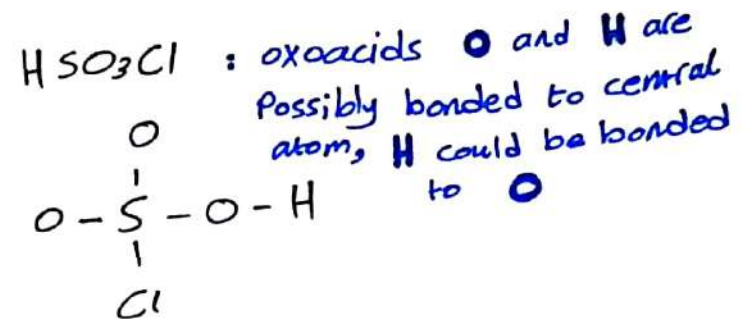 HSO3Cl : oxoacids O and H are
Possibly bonded to central
atom, H could be bonded
to O
O
|
O - S - O - H
|
Cl